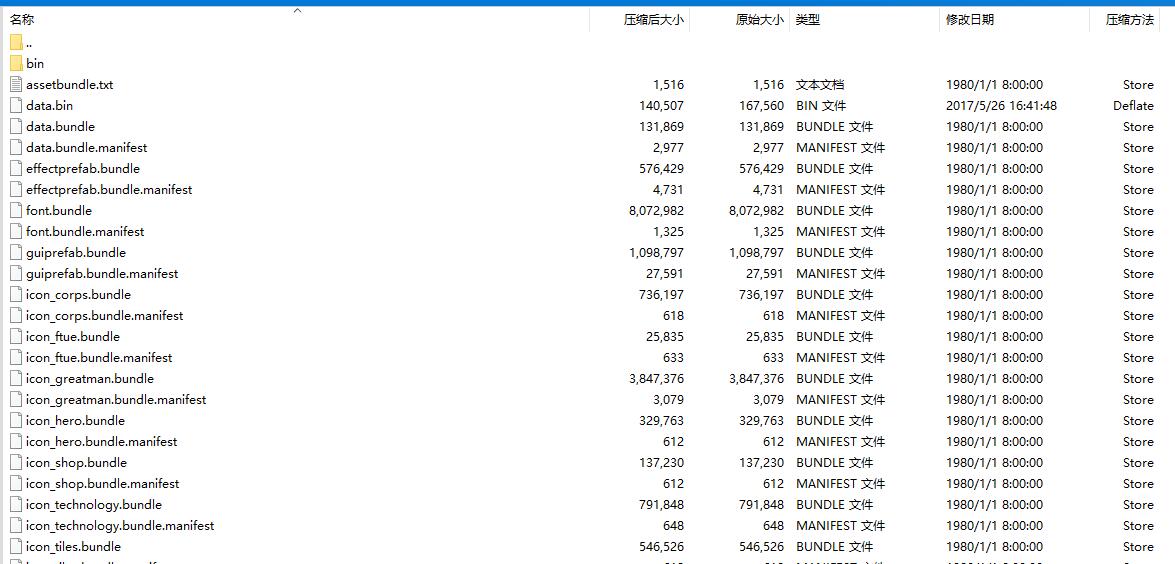 名称 压缩后大小 原始大小 类型 修改日期 压缩方法
..
bin
assetbundle.txt 1,516 1,516 文本文档 1980/1/1 8:00:00 Store
data.bin 140,507 167,560 BIN 文件 2017/5/26 16:41:48 Deflate
data.bundle 131,869 131,869 BUNDLE 文件 1980/1/1 8:00:00 Store
data.bundle.manifest 2,977 2,977 MANIFEST 文件 1980/1/1 8:00:00 Store
effectprefab.bundle 576,429 576,429 BUNDLE 文件 1980/1/1 8:00:00 Store
effectprefab.bundle.manifest 4,731 4,731 MANIFEST 文件 1980/1/1 8:00:00 Store
font.bundle 8,072,982 8,072,982 BUNDLE 文件 1980/1/1 8:00:00 Store
font.bundle.manifest 1,325 1,325 MANIFEST 文件 1980/1/1 8:00:00 Store
guiprefab.bundle 1,098,797 1,098,797 BUNDLE 文件 1980/1/1 8:00:00 Store
guiprefab.bundle.manifest 27,591 27,591 MANIFEST 文件 1980/1/1 8:00:00 Store
icon_corps.bundle 736,197 736,197 BUNDLE 文件 1980/1/1 8:00:00 Store
icon_corps.bundle.manifest 618 618 MANIFEST 文件 1980/1/1 8:00:00 Store
icon_ftue.bundle 25,835 25,835 BUNDLE 文件 1980/1/1 8:00:00 Store
icon_ftue.bundle.manifest 633 633 MANIFEST 文件 1980/1/1 8:00:00 Store
icon_greatman.bundle 3,847,376 3,847,376 BUNDLE 文件 1980/1/1 8:00:00 Store
icon_greatman.bundle.manifest 3,079 3,079 MANIFEST 文件 1980/1/1 8:00:00 Store
icon_hero.bundle 329,763 329,763 BUNDLE 文件 1980/1/1 8:00:00 Store
icon_hero.bundle.manifest 612 612 MANIFEST 文件 1980/1/1 8:00:00 Store
icon_shop.bundle 137,230 137,230 BUNDLE 文件 1980/1/1 8:00:00 Store
icon_shop.bundle.manifest 612 612 MANIFEST 文件 1980/1/1 8:00:00 Store
icon_technology.bundle 791,848 791,848 BUNDLE 文件 1980/1/1 8:00:00 Store
icon_technology.bundle.manifest 648 648 MANIFEST 文件 1980/1/1 8:00:00 Store
icon_tiles.bundle 546,526 546,526 BUNDLE 文件 1980/1/1 8:00:00 Store